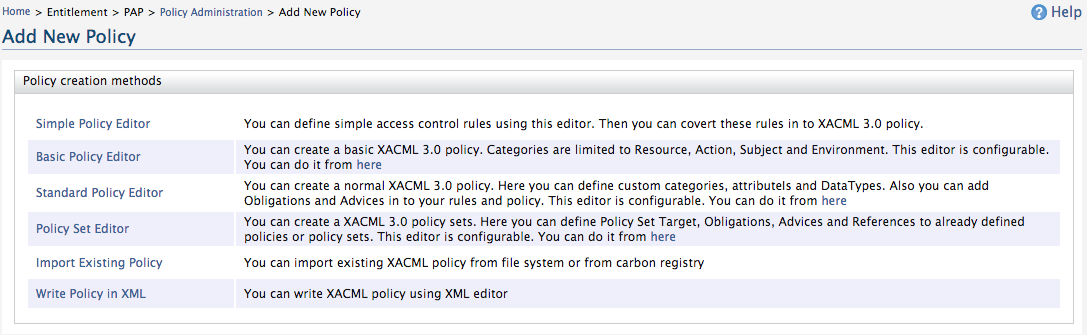 Home > Entitlement > PAP > Policy Administration > Add New Policy
Help
Add New Policy
Policy creation methods
Simple Policy Editor
You can define simple access control rules using this editor. Then you can covert these rules in to XACML 3.0 policy.
Basic Policy Editor
You can create a basic XACML 3.0 policy. Categories are limited to Resource, Action, Subject and Environment. This editor is configurable.
You can do it from here
Standard Policy Editor
You can create a normal XACML 3.0 policy. Here you can define custom categories, attributels and DataTypes. Also you can add
Obligations and Advices in to your rules and policy. This editor is configurable. You can do it from here
Policy Set Editor
You can create a XACML 3.0 policy sets. Here you can define Policy Set Target, Obligations, Advices and References to already defined
policies or policy sets. This editor is configurable. You can do it from here
Import Existing Policy
You can import existing XACML policy from file system or from carbon registry
Write Policy in XML
You can write XACML policy using XML editor